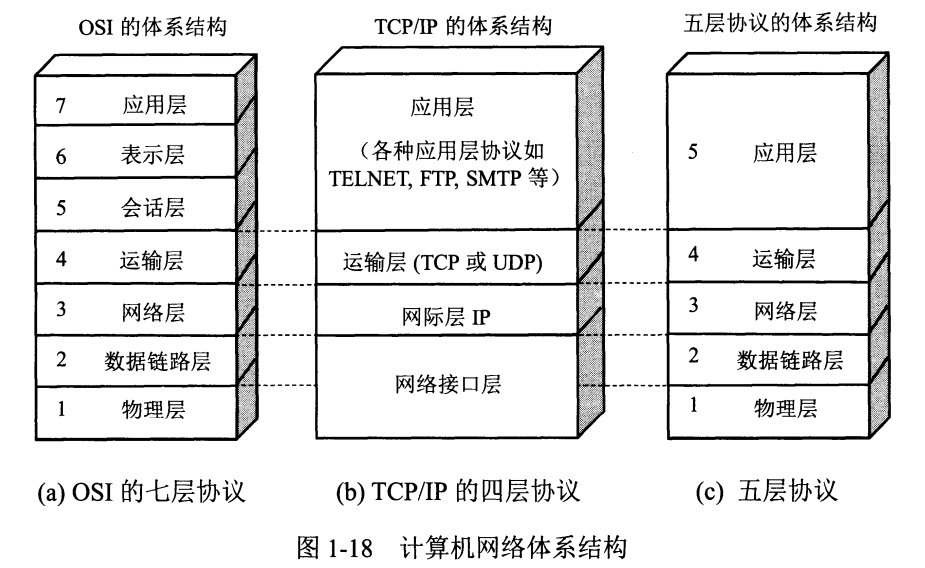 OSI 的体系结构
7 应用层
6 表示层
5 会话层
4 运输层
3 网络层
2 数据链路层
1 物理层
(a) OSI 的七层协议
TCP/IP 的体系结构
应用层
（各种应用层协议如
TELNET, FTP, SMTP 等）
运输层 (TCP 或 UDP)
网际层 IP
网络接口层
(b) TCP/IP 的四层协议
五层协议的体系结构
5 应用层
4 运输层
3 网络层
2 数据链路层
1 物理层
(c) 五层协议
图 1-18 计算机网络体系结构